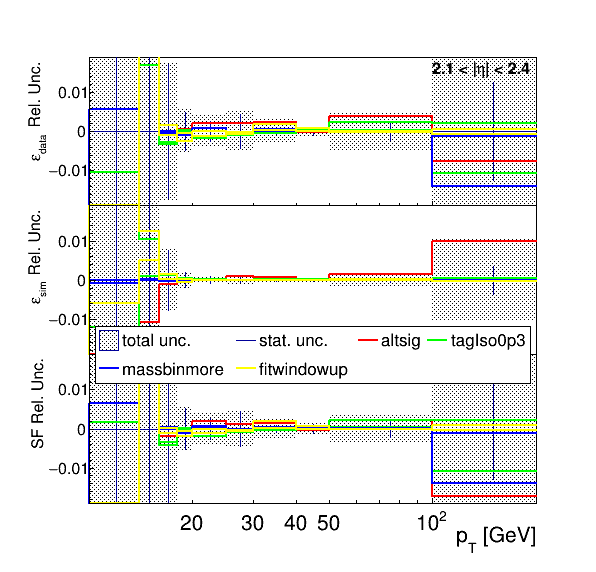 2.1 < |η| < 2.4
ε_data Rel. Unc.
0.01
0
−0.01
ε_sim Rel. Unc.
0.01
0
−0.01
total unc. stat. unc. altsig tagIso0p3
massbinmore fitwindowup
SF Rel. Unc.
0.01
0
−0.01
20 30 40 50 10²
p_T [GeV]